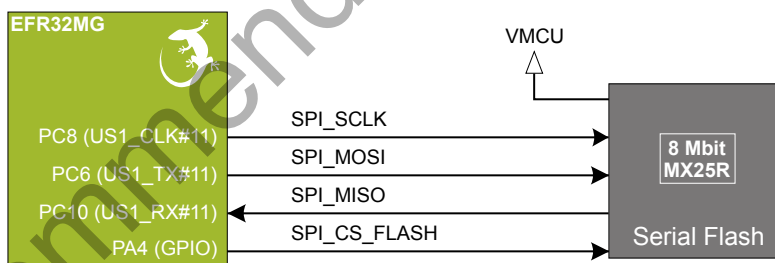 EFR32MG
VMCU
PC8 (US1_CLK#11)
SPI_SCLK
PC6 (US1_TX#11)
SPI_MOSI
PC10 (US1_RX#11)
SPI_MISO
PA4 (GPIO)
SPI_CS_FLASH
8 Mbit
MX25R
Serial Flash